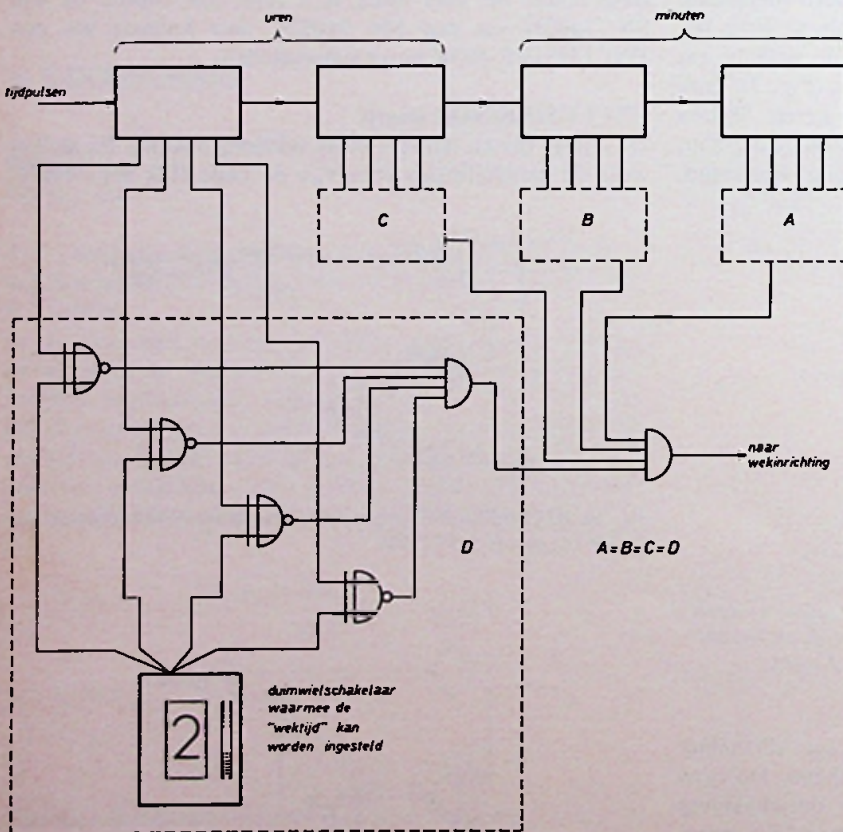 uren
minuten
tijdpulsen
C
B
A
naar
wekinrichting
D
A=B=C=D
2
duimwielschakelaar
waarmee de
"wektijd" kan
worden ingesteld